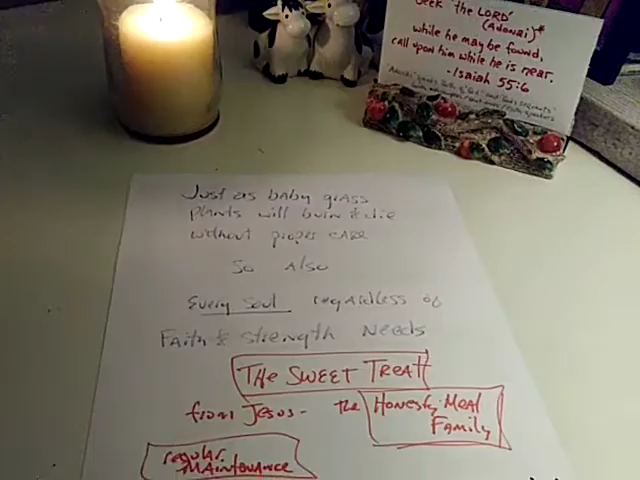 Seek "the LORD"
(Adonai)*
while he may be found,
call upon him while he is near.
-Isaiah 55:6
Just as baby grass
plants will burn & die
without proper care
So Also
Every Soul regardless of
Faith & Strength Needs
THE SWEET TREAT
from Jesus - the Honesty Meal
Family
regular
MAINTENANCE